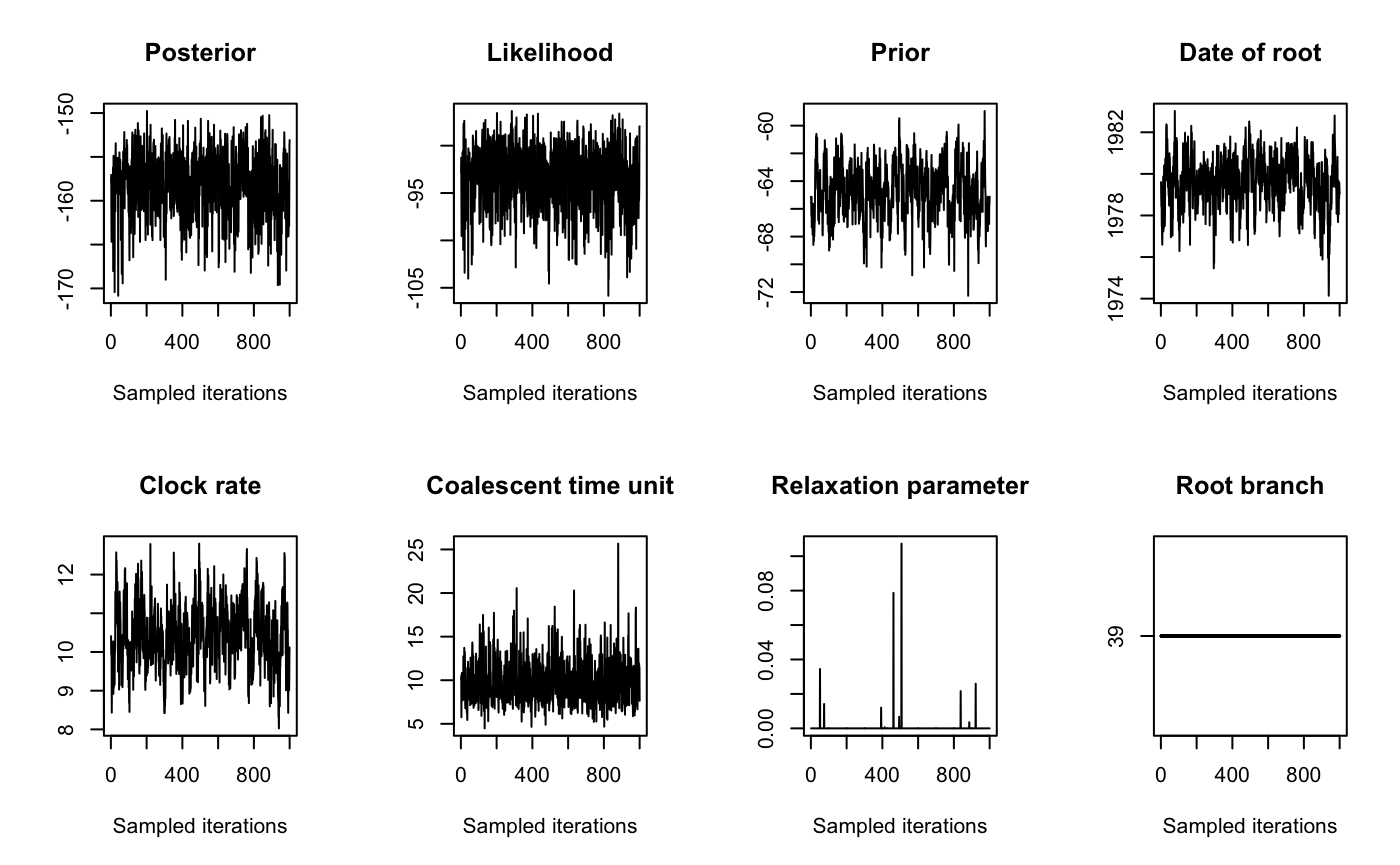 Posterior
Likelihood
Prior
Date of root
-150
-160
-170
0 400 800
Sampled iterations
-95
-105
0 400 800
Sampled iterations
-60
-64
-68
-72
0 400 800
Sampled iterations
1982
1978
1974
0 400 800
Sampled iterations
Clock rate
Coalescent time unit
Relaxation parameter
Root branch
12
10
9
8
0 400 800
Sampled iterations
25
20
15
10
5
0 400 800
Sampled iterations
0.08
0.04
0.00
0 400 800
Sampled iterations
39
0 400 800
Sampled iterations